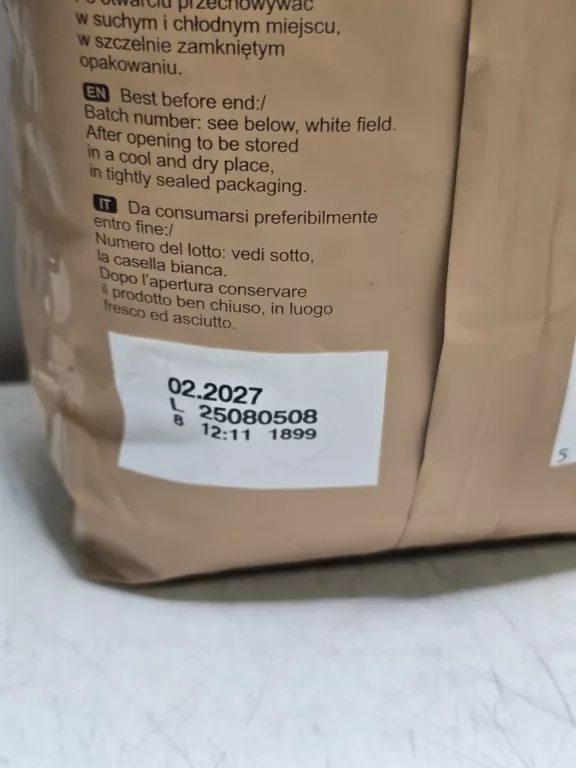 Po otwarciu przechowywać
w suchym i chłodnym miejscu,
w szczelnie zamkniętym
opakowaniu.
EN Best before end:/
Batch number: see below, white field.
After opening to be stored
in a cool and dry place,
in tightly sealed packaging.
IT Da consumarsi preferibilmente
entro fine:/
Numero del lotto: vedi sotto,
la casella bianca.
Dopo l'apertura conservare
il prodotto ben chiuso, in luogo
fresco ed asciutto.
02.2027
L 25080508
8 12:11 1899
5